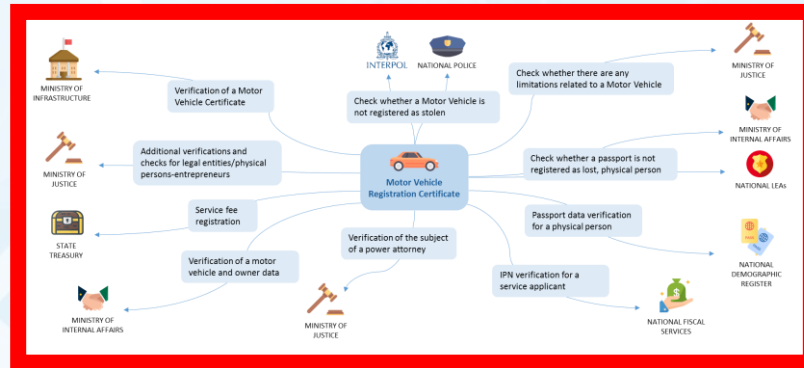 INTERPOL
NATIONAL POLICE
MINISTRY OF
INFRASTRUCTURE
Verification of a Motor
Vehicle Certificate
Check whether a Motor Vehicle is
not registered as stolen
Check whether there are any
limitations related to a Motor Vehicle
MINISTRY OF
JUSTICE
MINISTRY OF
JUSTICE
Additional verifications and
checks for legal entities/physical
persons-entrepreneurs
Motor Vehicle
Registration Certificate
Check whether a passport is not
registered as lost, physical person
MINISTRY OF
INTERNAL AFFAIRS
NATIONAL LEAs
STATE
TREASURY
Service fee
registration
Verification of the subject
of a power attorney
Passport data verification
for a physical person
NATIONAL
DEMOGRAPHIC
REGISTER
MINISTRY OF
INTERNAL AFFAIRS
Verification of a motor
vehicle and owner data
MINISTRY OF
JUSTICE
IPN verification for a
service applicant
NATIONAL FISCAL
SERVICES